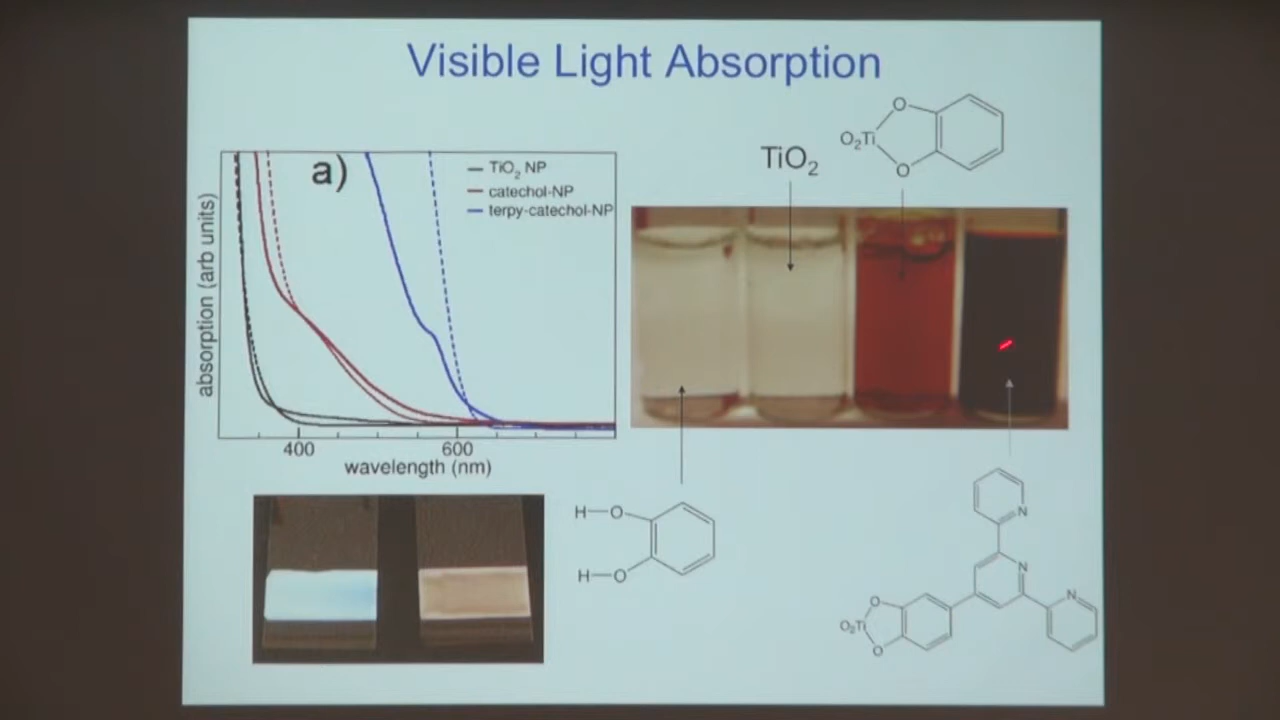 Visible Light Absorption
a)
TiO₂ NP
catechol-NP
terpy-catechol-NP
absorption (arb units)
400
600
wavelength (nm)
TiO₂
O₂Ti
O
O
H—O
H—O
N
N
N
O₂Ti
O
O